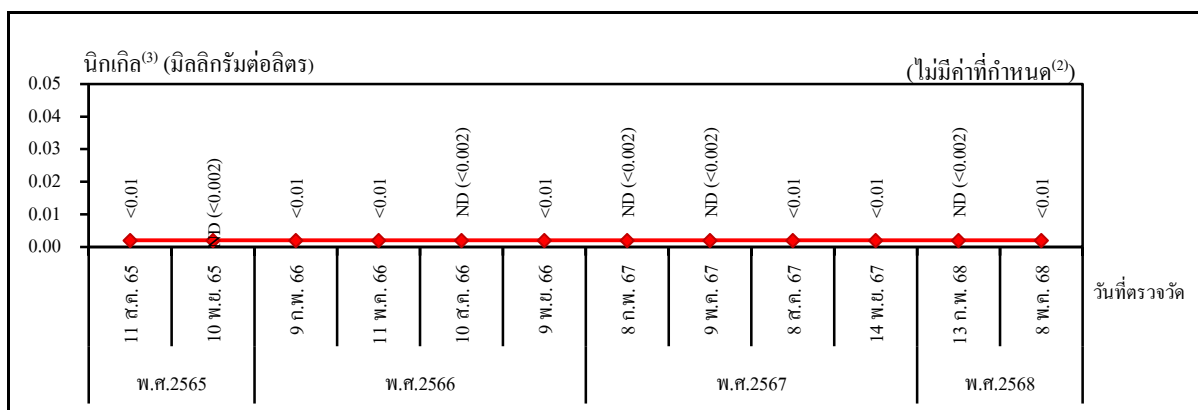 นิกเกิล⁽³⁾ (มิลลิกรัมต่อลิตร)
(ไม่มีค่าที่กำหนด⁽²⁾)
0.05
0.04
0.03
0.02
0.01
0.00
<0.01
ND (<0.002)
<0.01
<0.01
ND (<0.002)
<0.01
ND (<0.002)
ND (<0.002)
<0.01
<0.01
ND (<0.002)
<0.01
11 ส.ค. 65
10 พ.ย. 65
9 ก.พ. 66
11 พ.ค. 66
10 ส.ค. 66
9 พ.ย. 66
8 ก.พ. 67
9 พ.ค. 67
8 ส.ค. 67
14 พ.ย. 67
13 ก.พ. 68
8 พ.ค. 68
วันที่ตรวจวัด
พ.ศ.2565
พ.ศ.2566
พ.ศ.2567
พ.ศ.2568